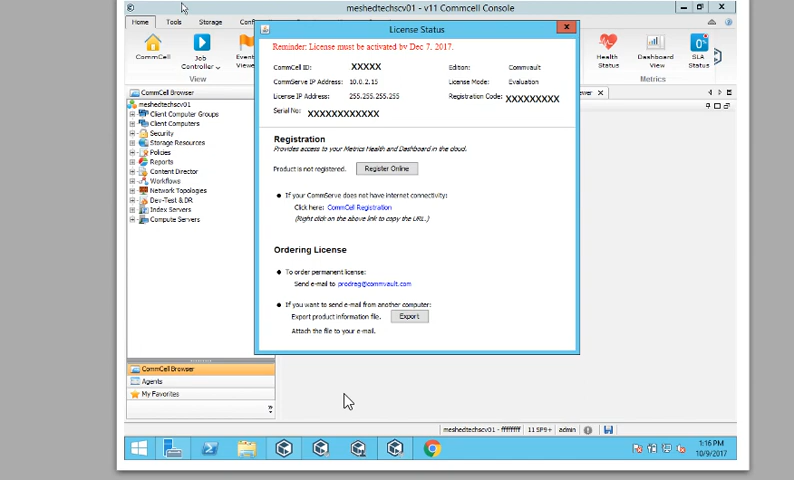 meshedtechscv01 - v11 Commcell Console
Home Tools Storage
CommCell
Job Controller
View
Health Status
Dashboard View
SLA Status
Metrics
CommCell Browser
meshedtechscv01
Client Computer Groups
Client Computers
Security
Storage Resources
Policies
Reports
Content Director
Workflows
Network Topologies
Dev-Test & DR
Index Servers
Compute Servers
License Status
Reminder: License must be activated by Dec 7, 2017.
CommCell ID: XXXXX
Edition: Commvault
CommServe IP Address: 10.0.2.15
License Mode: Evaluation
License IP Address: 255.255.255.255
Registration Code: XXXXXXXXX
Serial No: XXXXXXXXXXXX
Registration
Provides access to your Metrics Health and Dashboard in the cloud.
Product is not registered. Register Online
If your CommServe does not have internet connectivity:
Click here: CommCell Registration
(Right click on the above link to copy the URL.)
Ordering License
To order permanent license:
Send e-mail to prodreg@commvault.com
If you want to send e-mail from another computer:
Export product information file. Export
Attach the file to your e-mail.
CommCell Browser
Agents
My Favorites
meshedtechscv01 - ffffffff 11 SP9+ admin
1:16 PM
10/9/2017